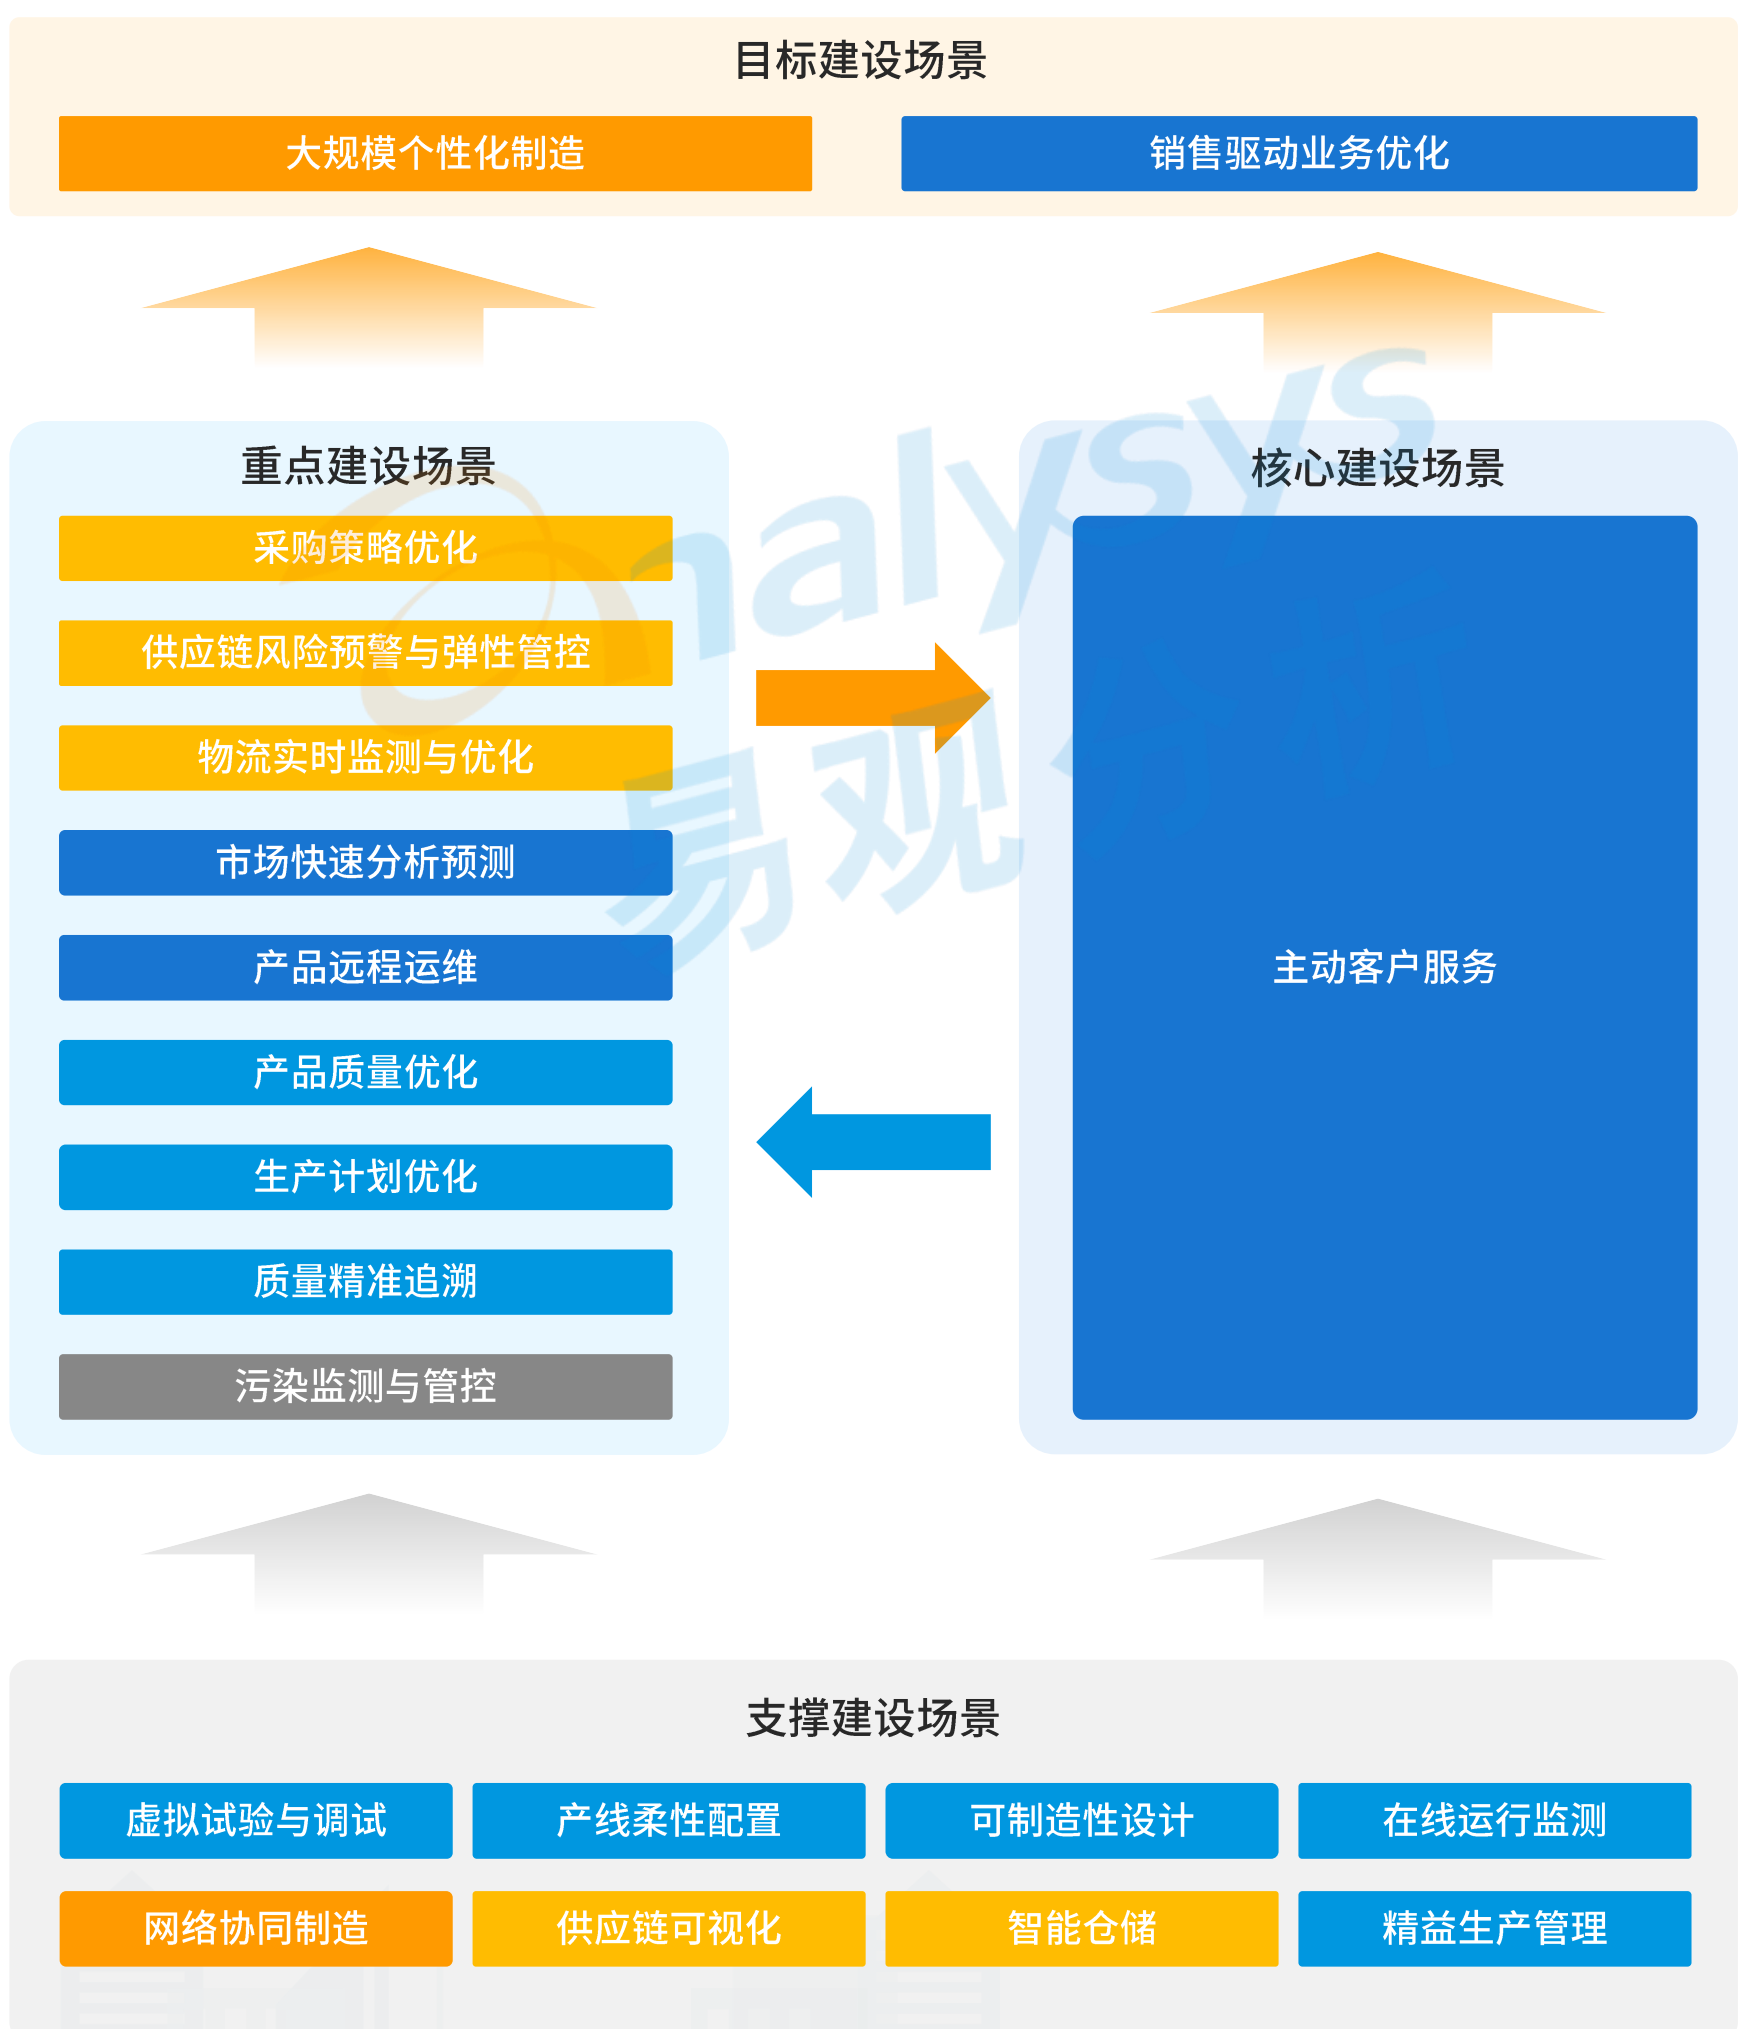 目标建设场景
大规模个性化制造
销售驱动业务优化
重点建设场景
采购策略优化
供应链风险预警与弹性管控
物流实时监测与优化
市场快速分析预测
产品远程运维
产品质量优化
生产计划优化
质量精准追溯
污染监测与管控
核心建设场景
主动客户服务
analysys
易观
支撑建设场景
虚拟试验与调试
产线柔性配置
可制造性设计
在线运行监测
网络协同制造
供应链可视化
智能仓储
精益生产管理